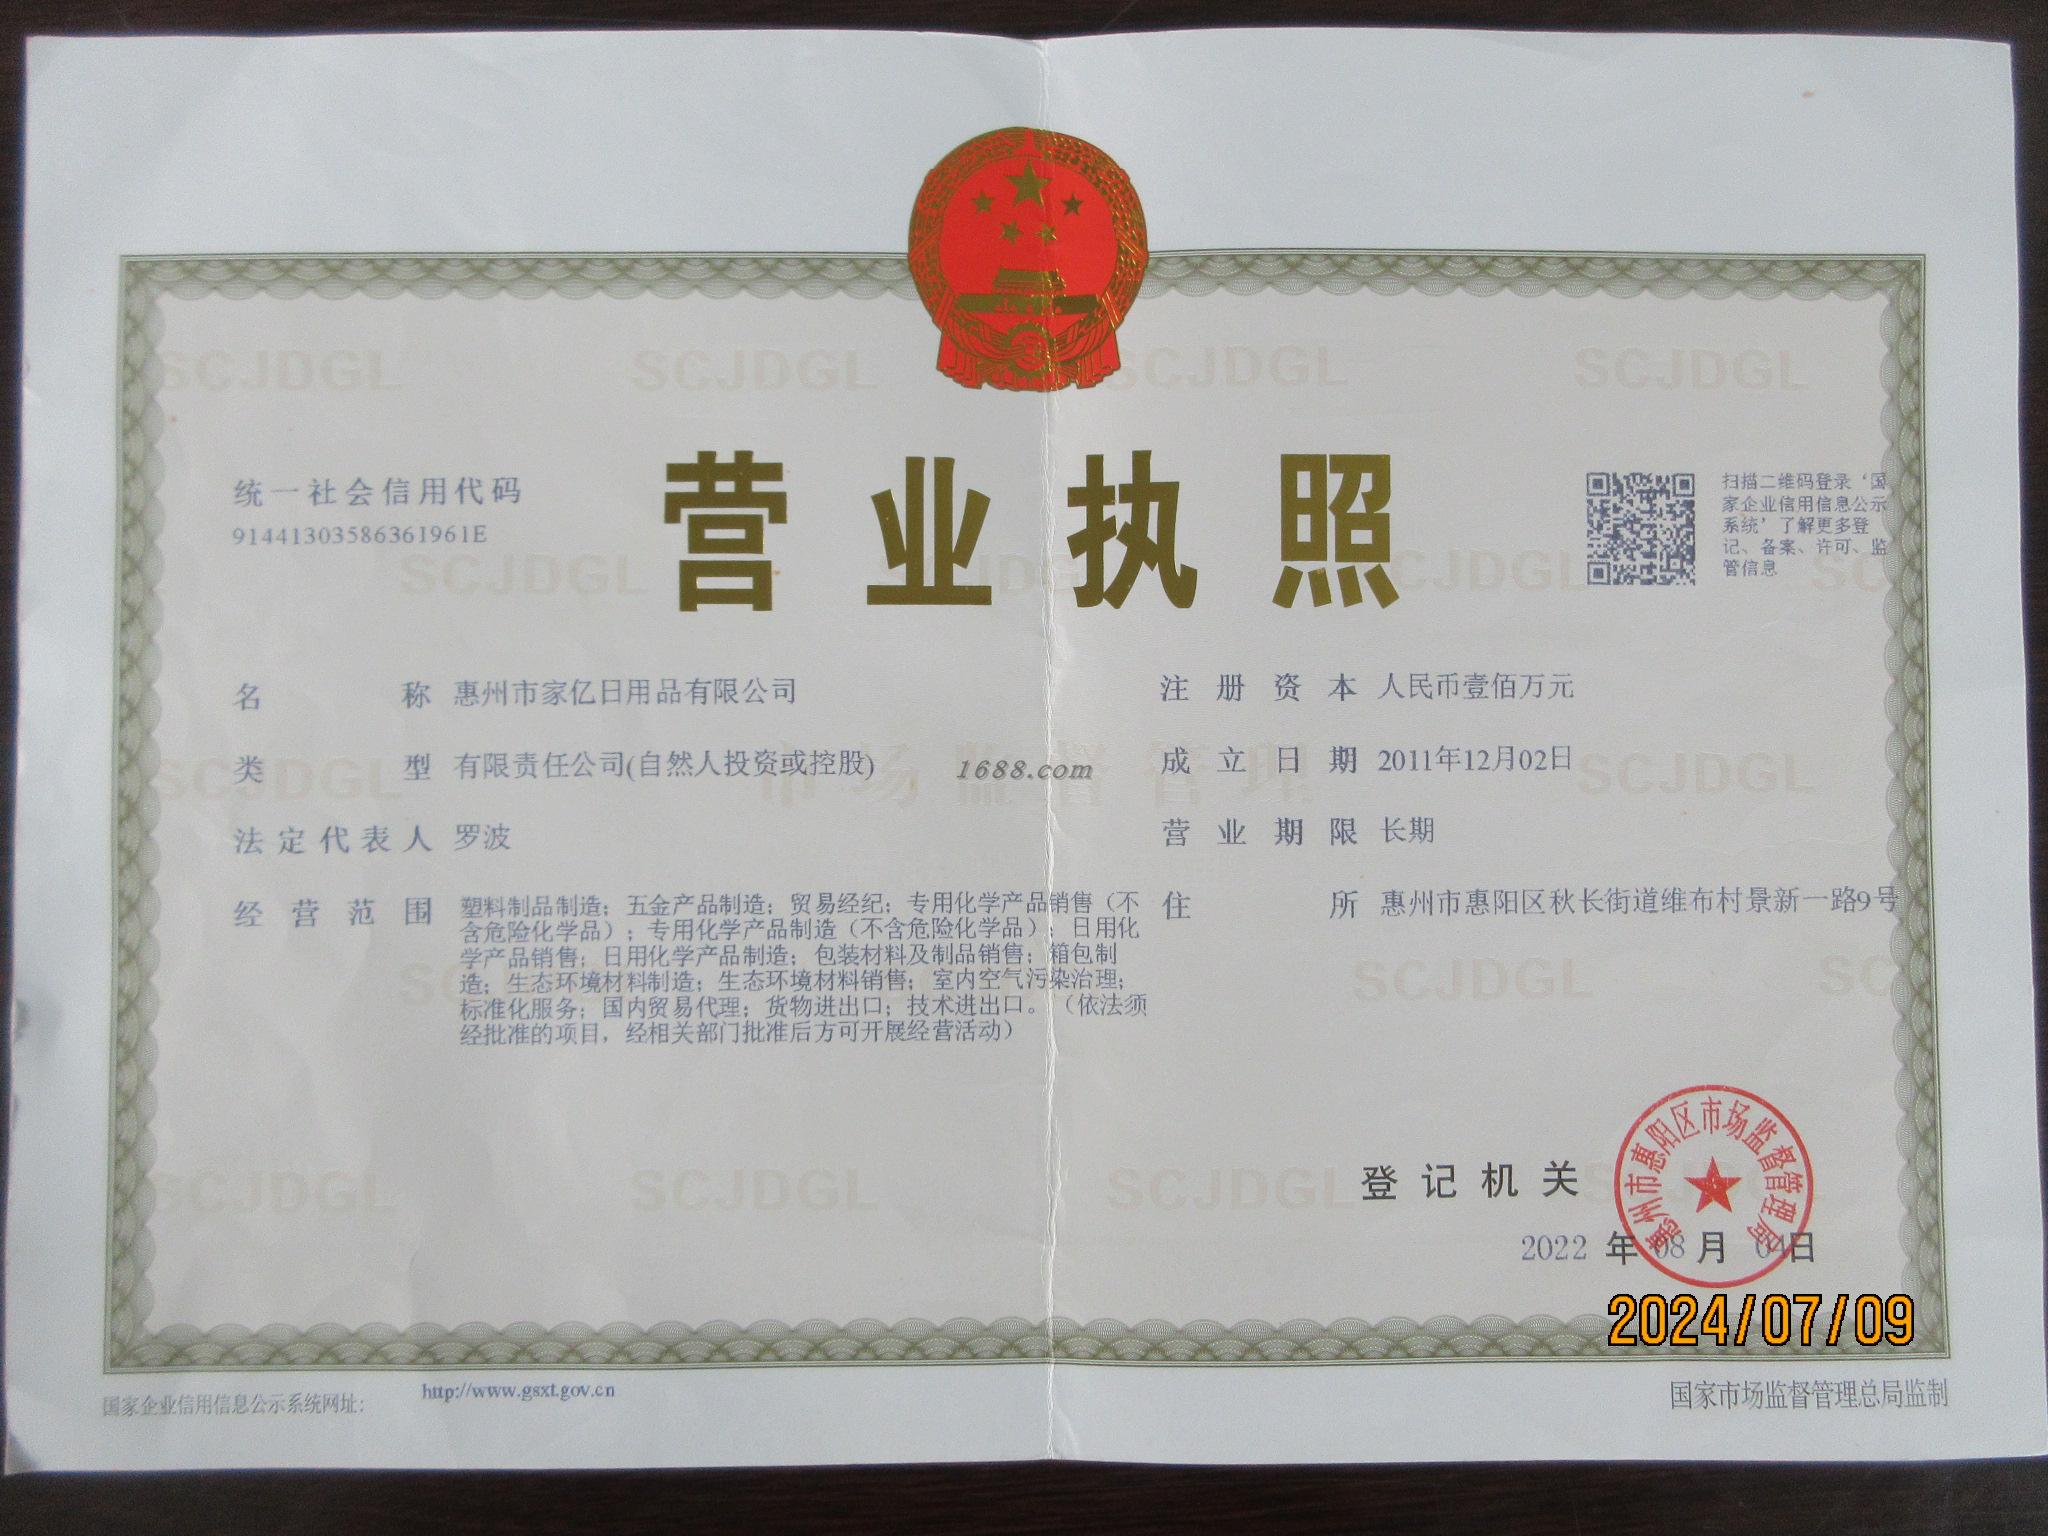 统一社会信用代码
91441303586361961E
营业执照
扫描二维码登录‘国
家企业信用信息公示
系统’了解更多登
记、备案、许可、监
管信息
名称 惠州市家亿日用品有限公司
类型 有限责任公司(自然人投资或控股)
法定代表人 罗波
经营范围 塑料制品制造；五金产品制造；贸易经纪；专用化学产品销售（不
含危险化学品）；专用化学产品制造（不含危险化学品）；日用化
学产品销售；日用化学产品制造；包装材料及制品销售；箱包制
造；生态环境材料制造；生态环境材料销售；室内空气污染治理；
标准化服务；国内贸易代理；货物进出口；技术进出口。（依法须
经批准的项目，经相关部门批准后方可开展经营活动）
注册资本 人民币壹佰万元
成立日期 2011年12月02日
营业期限 长期
住所 惠州市惠阳区秋长街道维布村景新一路9号
1688.com
SCJDGL
市场监督管理
登记机关
惠州市惠阳区市场监督管理局
2022 年 08 月 04 日
2024/07/09
国家企业信用信息公示系统网址： http://www.gsxt.gov.cn
国家市场监督管理总局监制